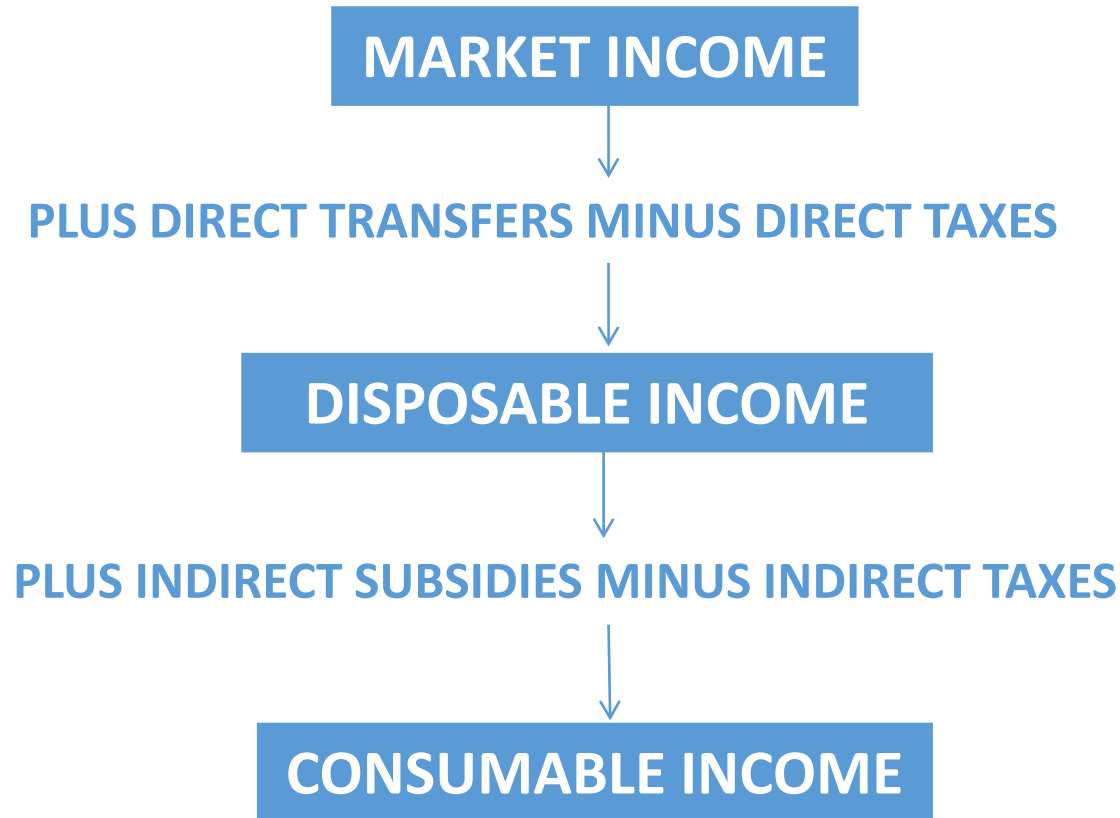 MARKET INCOME
PLUS DIRECT TRANSFERS MINUS DIRECT TAXES
DISPOSABLE INCOME
PLUS INDIRECT SUBSIDIES MINUS INDIRECT TAXES
CONSUMABLE INCOME